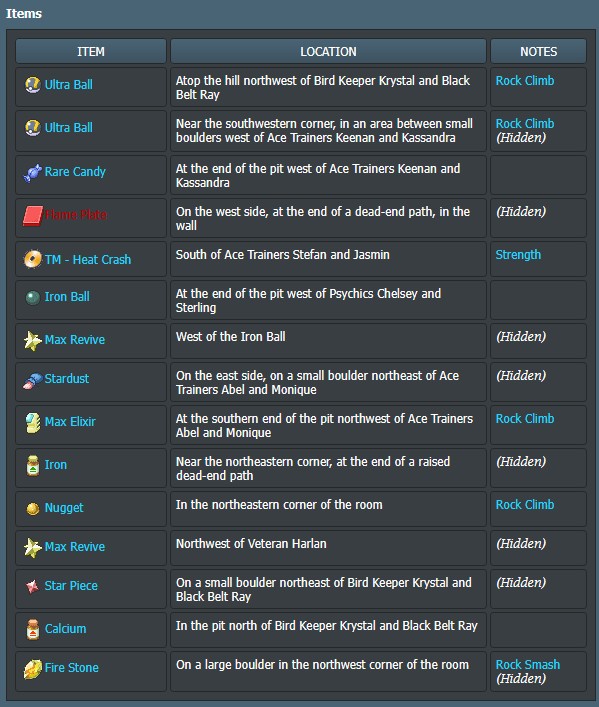 Items
ITEM LOCATION NOTES
Ultra Ball Atop the hill northwest of Bird Keeper Krystal and Black Rock Climb
Belt Ray
Ultra Ball Near the southwestern corner, in an area between small Rock Climb
boulders west of Ace Trainers Keenan and Kassandra (Hidden)
Rare Candy At the end of the pit west of Ace Trainers Keenan and
Kassandra
Flame Plate On the west side, at the end of a dead-end path, in the (Hidden)
wall
TM - Heat Crash South of Ace Trainers Stefan and Jasmin Strength
Iron Ball At the end of the pit west of Psychics Chelsey and
Sterling
Max Revive West of the Iron Ball (Hidden)
Stardust On the east side, on a small boulder northeast of Ace (Hidden)
Trainers Abel and Monique
Max Elixir At the southern end of the pit northwest of Ace Trainers Rock Climb
Abel and Monique
Iron Near the northeastern corner, at the end of a raised (Hidden)
dead-end path
Nugget In the northeastern corner of the room Rock Climb
Max Revive Northwest of Veteran Harlan (Hidden)
Star Piece On a small boulder northeast of Bird Keeper Krystal and (Hidden)
Black Belt Ray
Calcium In the pit north of Bird Keeper Krystal and Black Belt Ray
Fire Stone On a large boulder in the northwest corner of the room Rock Smash
(Hidden)